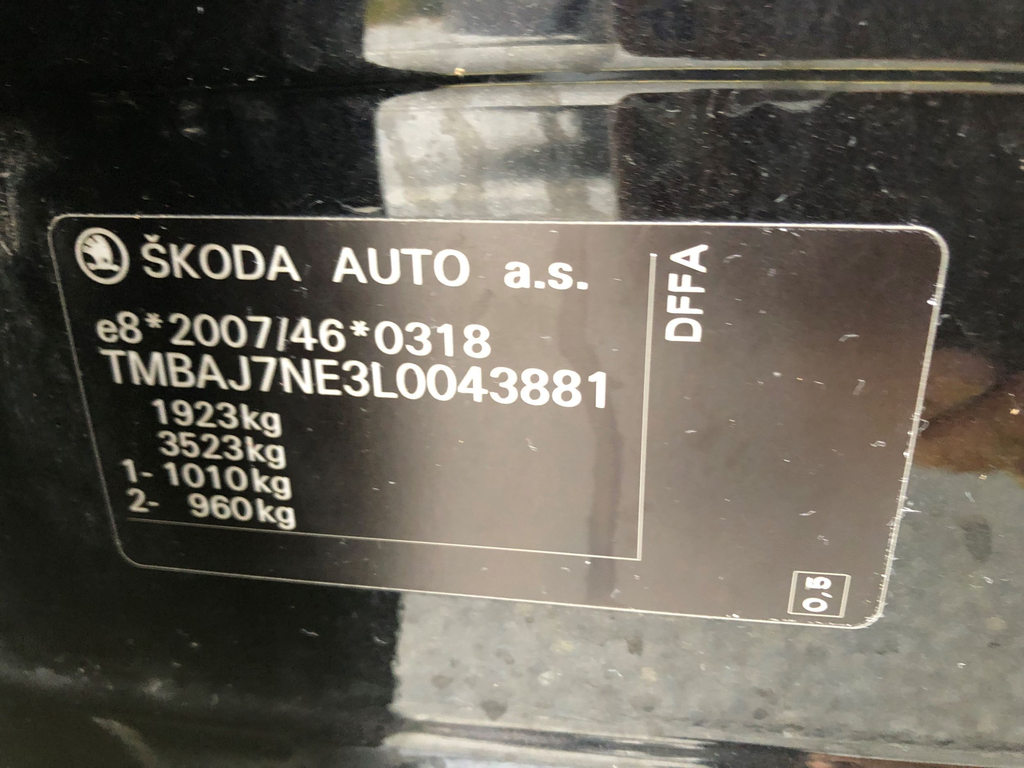 ŠKODA AUTO a.s.
e8*2007/46*0318
TMBAJ7NE3L0043881
1923kg
3523kg
1- 1010kg
2- 960kg
DFFA
0,5